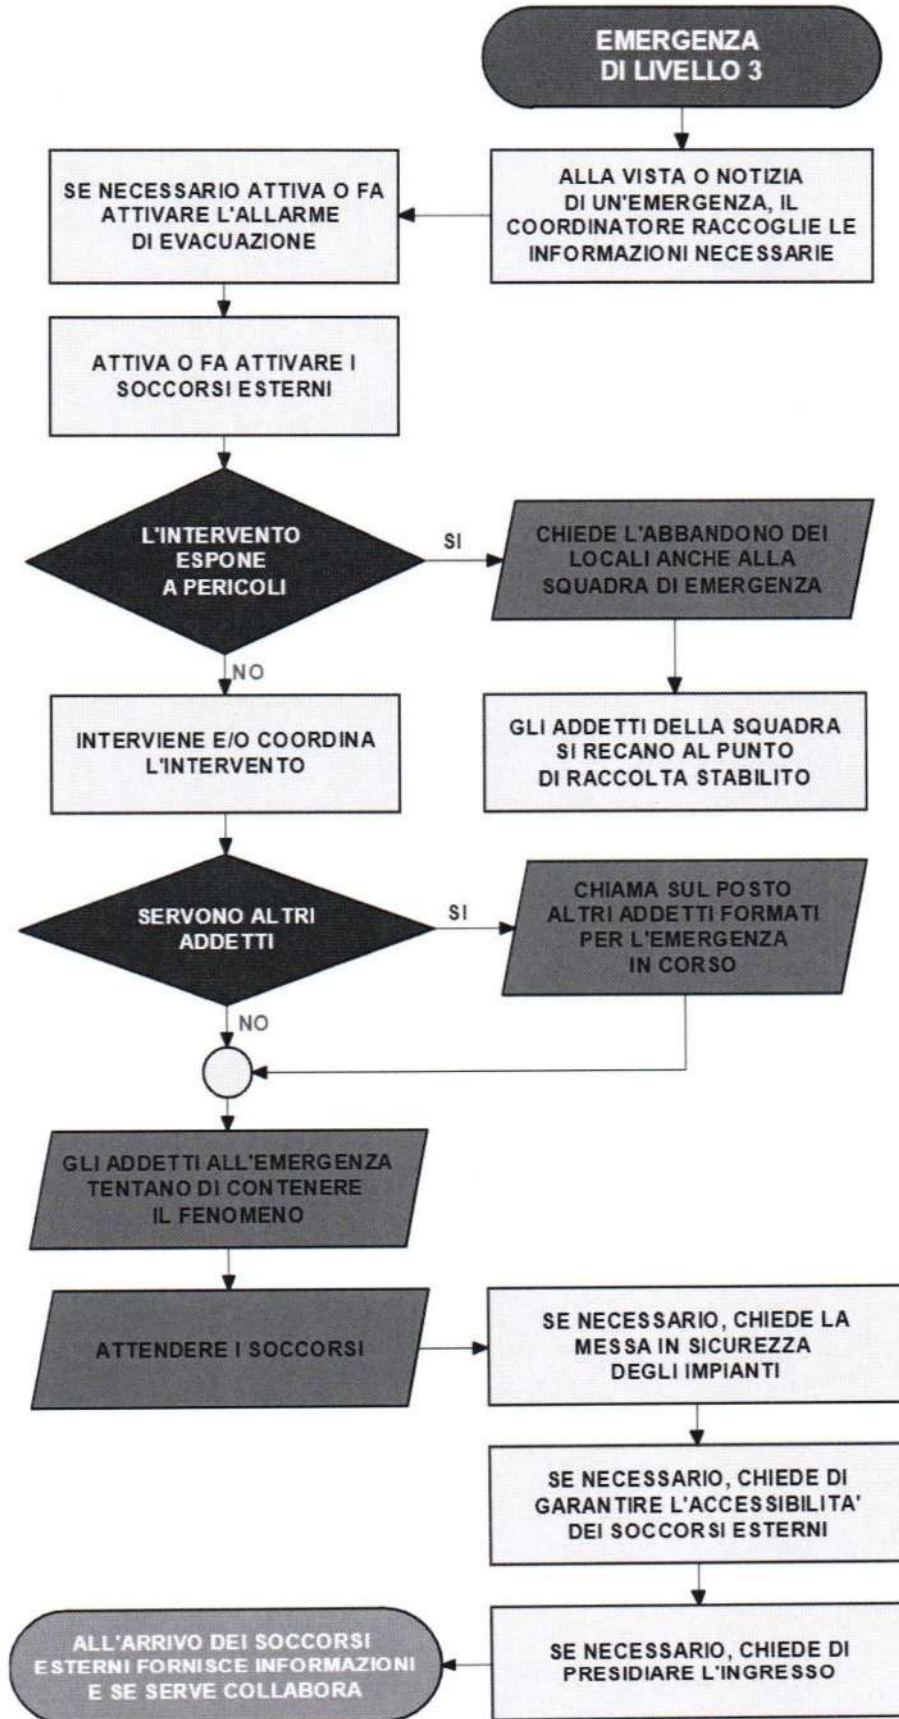 EMERGENZA
DI LIVELLO 3
ALLA VISTA O NOTIZIA
DI UN'EMERGENZA, IL
COORDINATORE RACCOGLIE LE
INFORMAZIONI NECESSARIE
SE NECESSARIO ATTIVA O FA
ATTIVARE L'ALLARME
DI EVACUAZIONE
ATTIVA O FA ATTIVARE I
SOCCORSI ESTERNI
L'INTERVENTO
ESPONE
A PERICOLI
SI
CHIEDE L'ABBANDONO DEI
LOCALI ANCHE ALLA
SQUADRA DI EMERGENZA
GLI ADDETTI DELLA SQUADRA
SI RECANO AL PUNTO
DI RACCOLTA STABILITO
NO
INTERVIENE E/O COORDINA
L'INTERVENTO
SERVONO ALTRI
ADDETTI
SI
CHIAMA SUL POSTO
ALTRI ADDETTI FORMATI
PER L'EMERGENZA
IN CORSO
NO
GLI ADDETTI ALL'EMERGENZA
TENTANO DI CONTENERE
IL FENOMENO
ATTENDERE I SOCCORSI
SE NECESSARIO, CHIEDE LA
MESSA IN SICUREZZA
DEGLI IMPIANTI
SE NECESSARIO, CHIEDE DI
GARANTIRE L'ACCESSIBILITA'
DEI SOCCORSI ESTERNI
SE NECESSARIO, CHIEDE DI
PRESIDIARE L'INGRESSO
ALL'ARRIVO DEI SOCCORSI
ESTERNI FORNISCE INFORMAZIONI
E SE SERVE COLLABORA